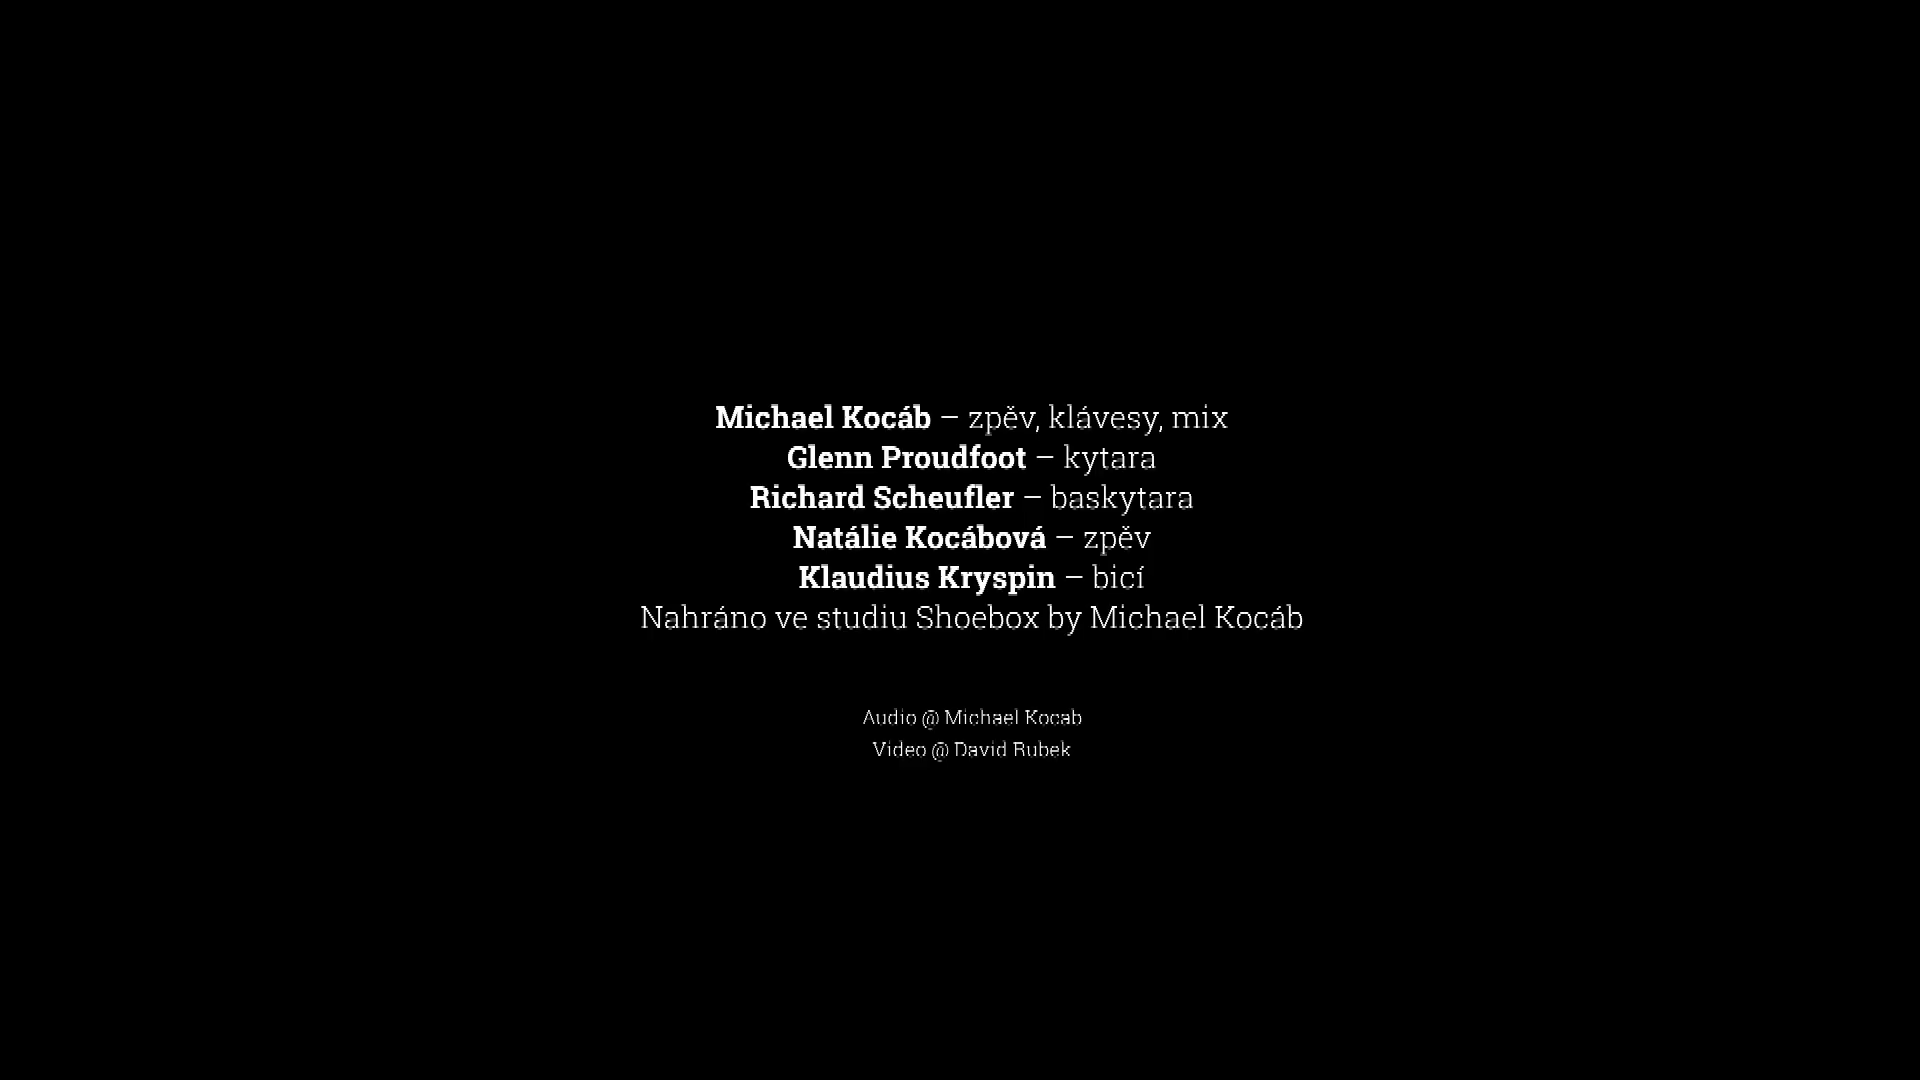 Michael Kocáb – zpěv, klávesy, mix
Glenn Proudfoot – kytara
Richard Scheufler – baskytara
Natálie Kocábová – zpěv
Klaudius Kryspin – bicí
Nahráno ve studiu Shoebox by Michael Kocáb
Audio @ Michael Kocab
Video @ David Rubek